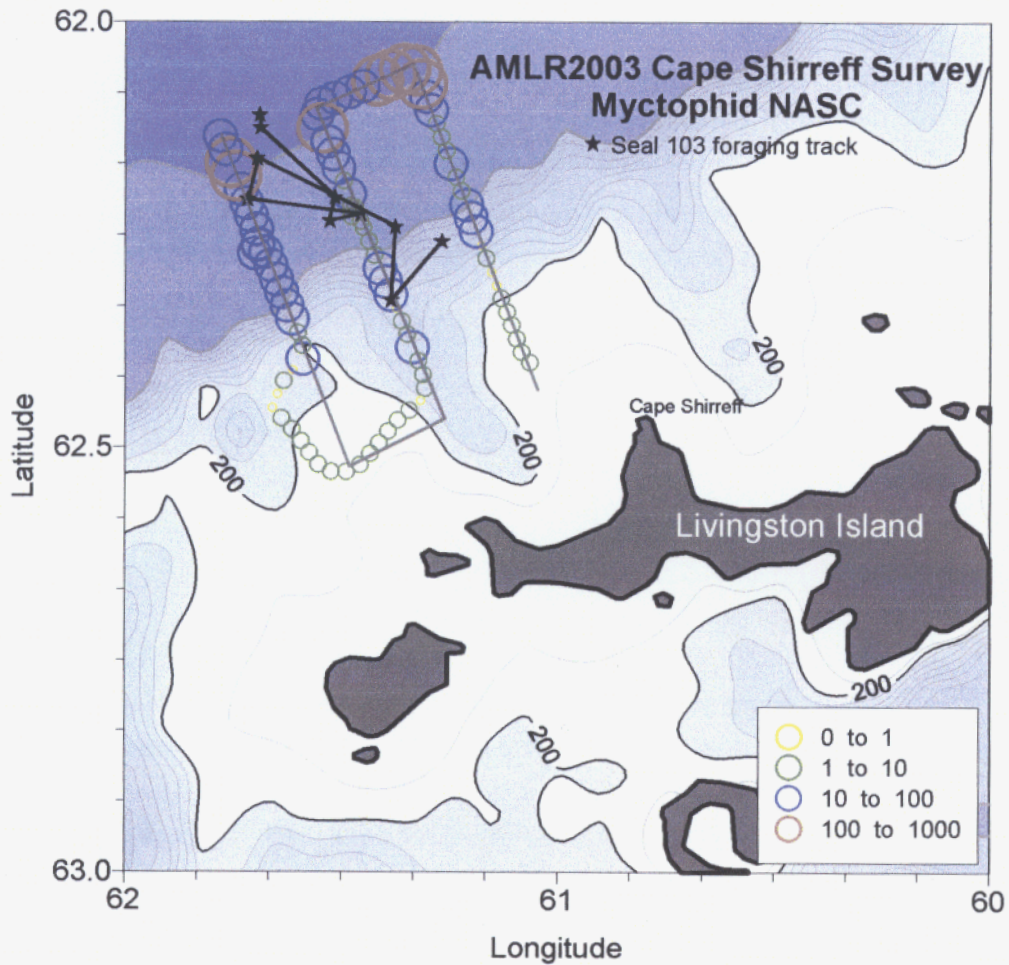 62.0
AMLR2003 Cape Shirreff Survey
Myctophid NASC
Seal 103 foraging track
200
Cape Shirreff
Latitude
62.5
200
200
Livingston Island
200
200
0 to 1
1 to 10
10 to 100
100 to 1000
63.0
62
61
60
Longitude